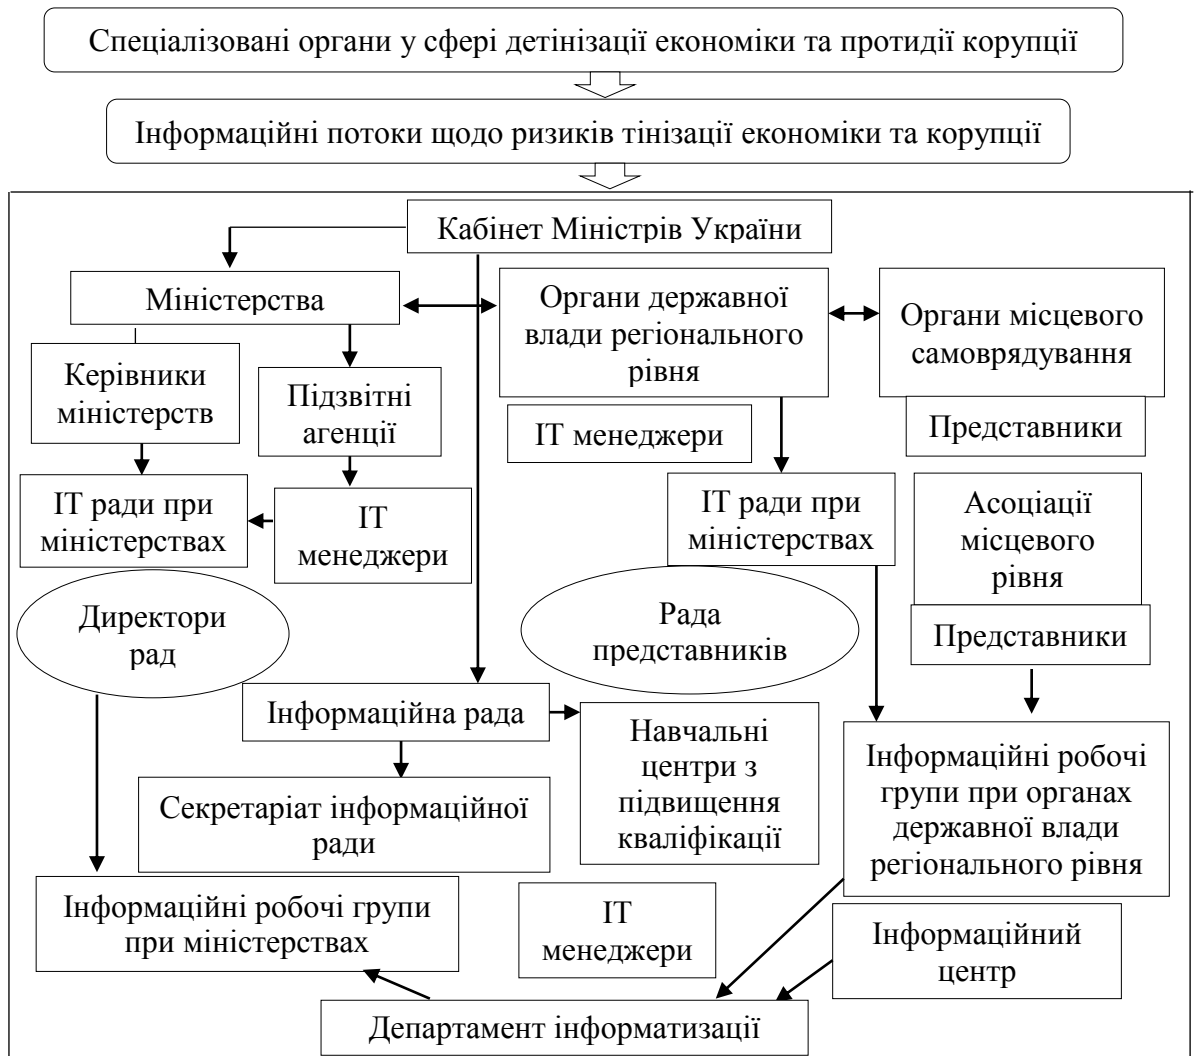 Спеціалізовані органи у сфері детінізації економіки та протидії корупції
Інформаційні потоки щодо ризиків тінізації економіки та корупції
Кабінет Міністрів України
Міністерства
Органи державної
влади регіонального
рівня
Органи місцевого
самоврядування
Керівники
міністерств
Підзвітні
агенції
ІТ менеджери
Представники
ІТ ради при
міністерствах
ІТ
менеджери
ІТ ради при
міністерствах
Асоціації
місцевого
рівня
Директори
рад
Рада
представників
Представники
Інформаційна рада
Навчальні
центри з
підвищення
кваліфікації
Інформаційні робочі
групи при органах
державної влади
регіонального рівня
Секретаріат інформаційної
ради
Інформаційні робочі групи
при міністерствах
ІТ
менеджери
Інформаційний
центр
Департамент інформатизації